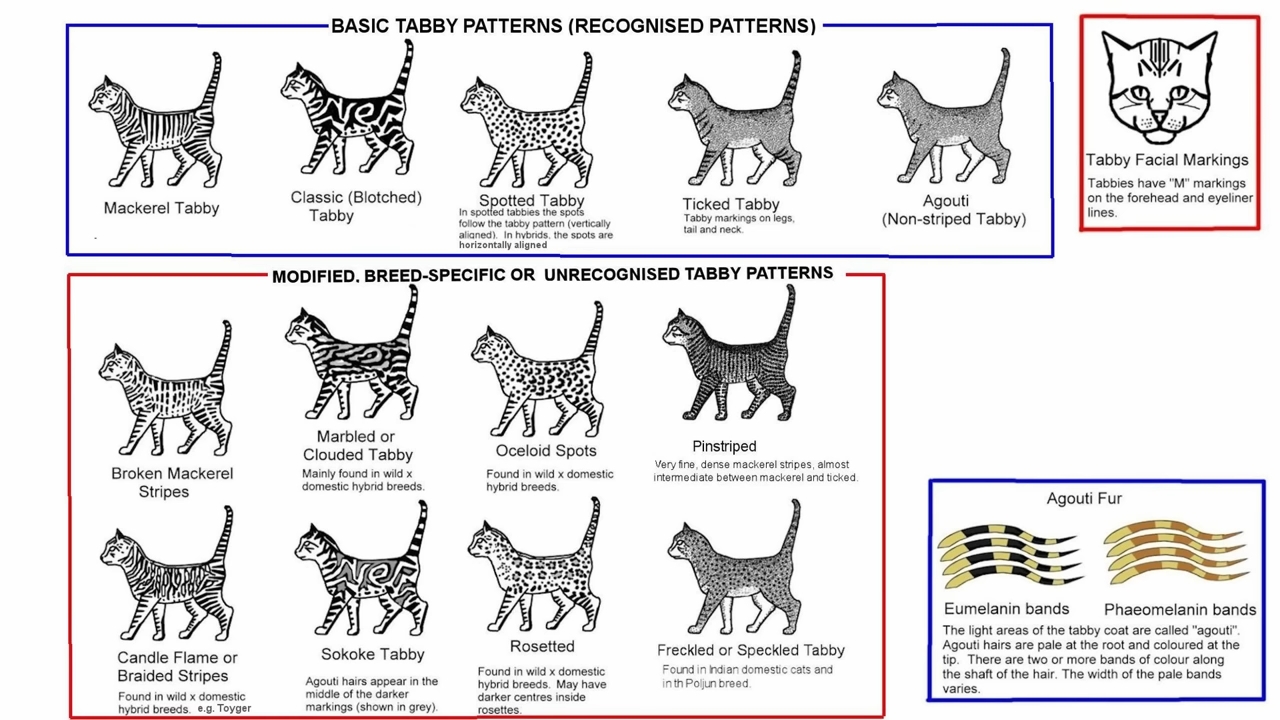 BASIC TABBY PATTERNS (RECOGNISED PATTERNS)
Mackerel Tabby
Classic (Blotched)
Tabby
Spotted Tabby
In spotted tabbies the spots
follow the tabby pattern (vertically
aligned). In hybrids, the spots are
horizontally aligned
Ticked Tabby
Tabby markings on legs,
tail and neck.
Agouti
(Non-striped Tabby)
Tabby Facial Markings
Tabbies have "M" markings
on the forehead and eyeliner
lines.
MODIFIED. BREED-SPECIFIC OR UNRECOGNISED TABBY PATTERNS
Broken Mackerel
Stripes
Marbled or
Clouded Tabby
Mainly found in wild x
domestic hybrid breeds.
Oceloid Spots
Found in wild x domestic
hybrid breeds.
Pinstriped
Very fine, dense mackerel stripes, almost
intermediate between mackerel and ticked.
Candle Flame or
Braided Stripes
Found in wild x domestic
hybrid breeds. e.g. Toyger
Sokoke Tabby
Agouti hairs appear in the
middle of the darker
markings (shown in grey).
Rosetted
Found in wild x domestic
hybrid breeds. May have
darker centres inside
rosettes.
Freckled or Speckled Tabby
Found in Indian domestic cats and
in th Poljun breed.
Agouti Fur
Eumelanin bands
Phaeomelanin bands
The light areas of the tabby coat are called "agouti".
Agouti hairs are pale at the root and coloured at the
tip. There are two or more bands of colour along
the shaft of the hair. The width of the pale bands
varies.